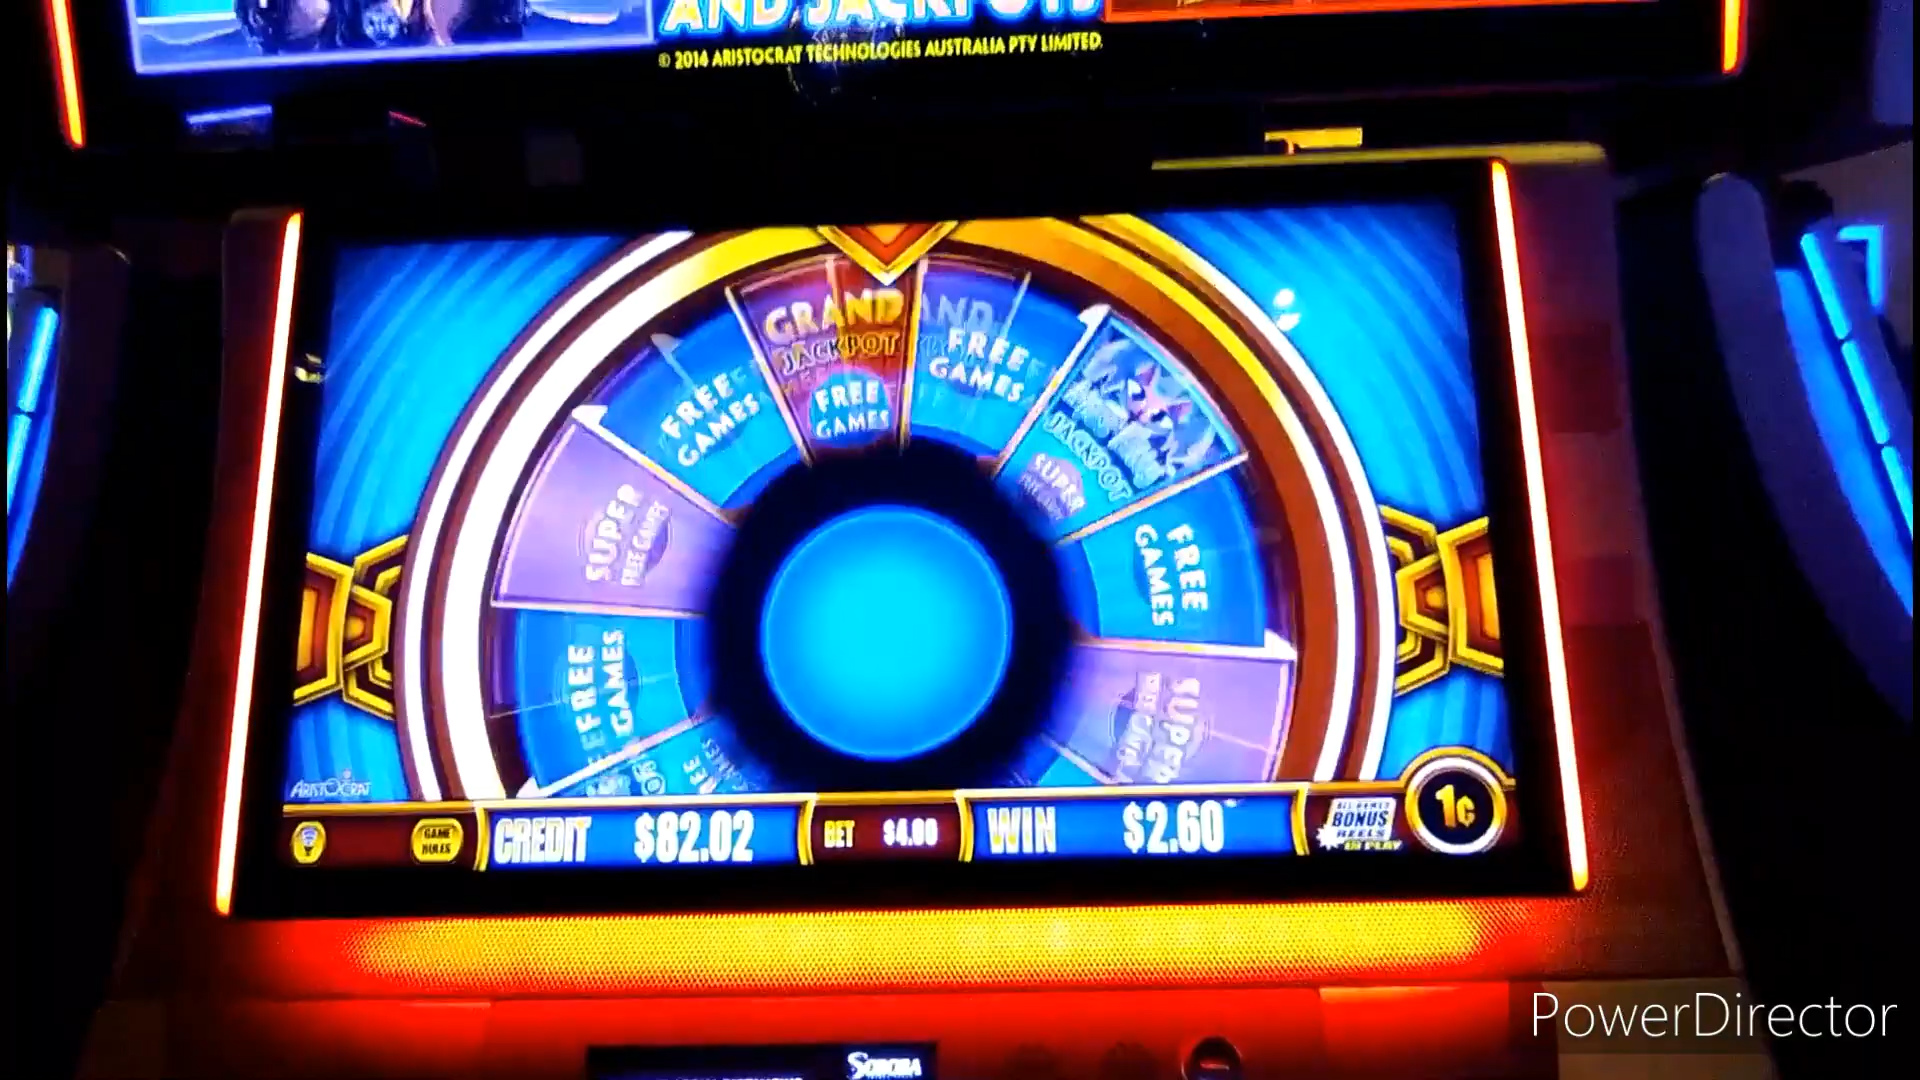 AND JACKPOTS
© 2014 ARISTOCRAT TECHNOLOGIES AUSTRALIA PTY LIMITED.
GRAND
JACKPOT
FREE
GAMES
FREE
GAMES
FREE
GAMES
JACKPOT
SUPER
SUPER
FREE GAMES
FREE
GAMES
FREE
GAMES
SUPER
ARISTOCRAT
GAME
RULES
CREDIT $82.02
BET $4.00
WIN $2.60
BONUS
REELS
IN PLAY
1¢
PowerDirector